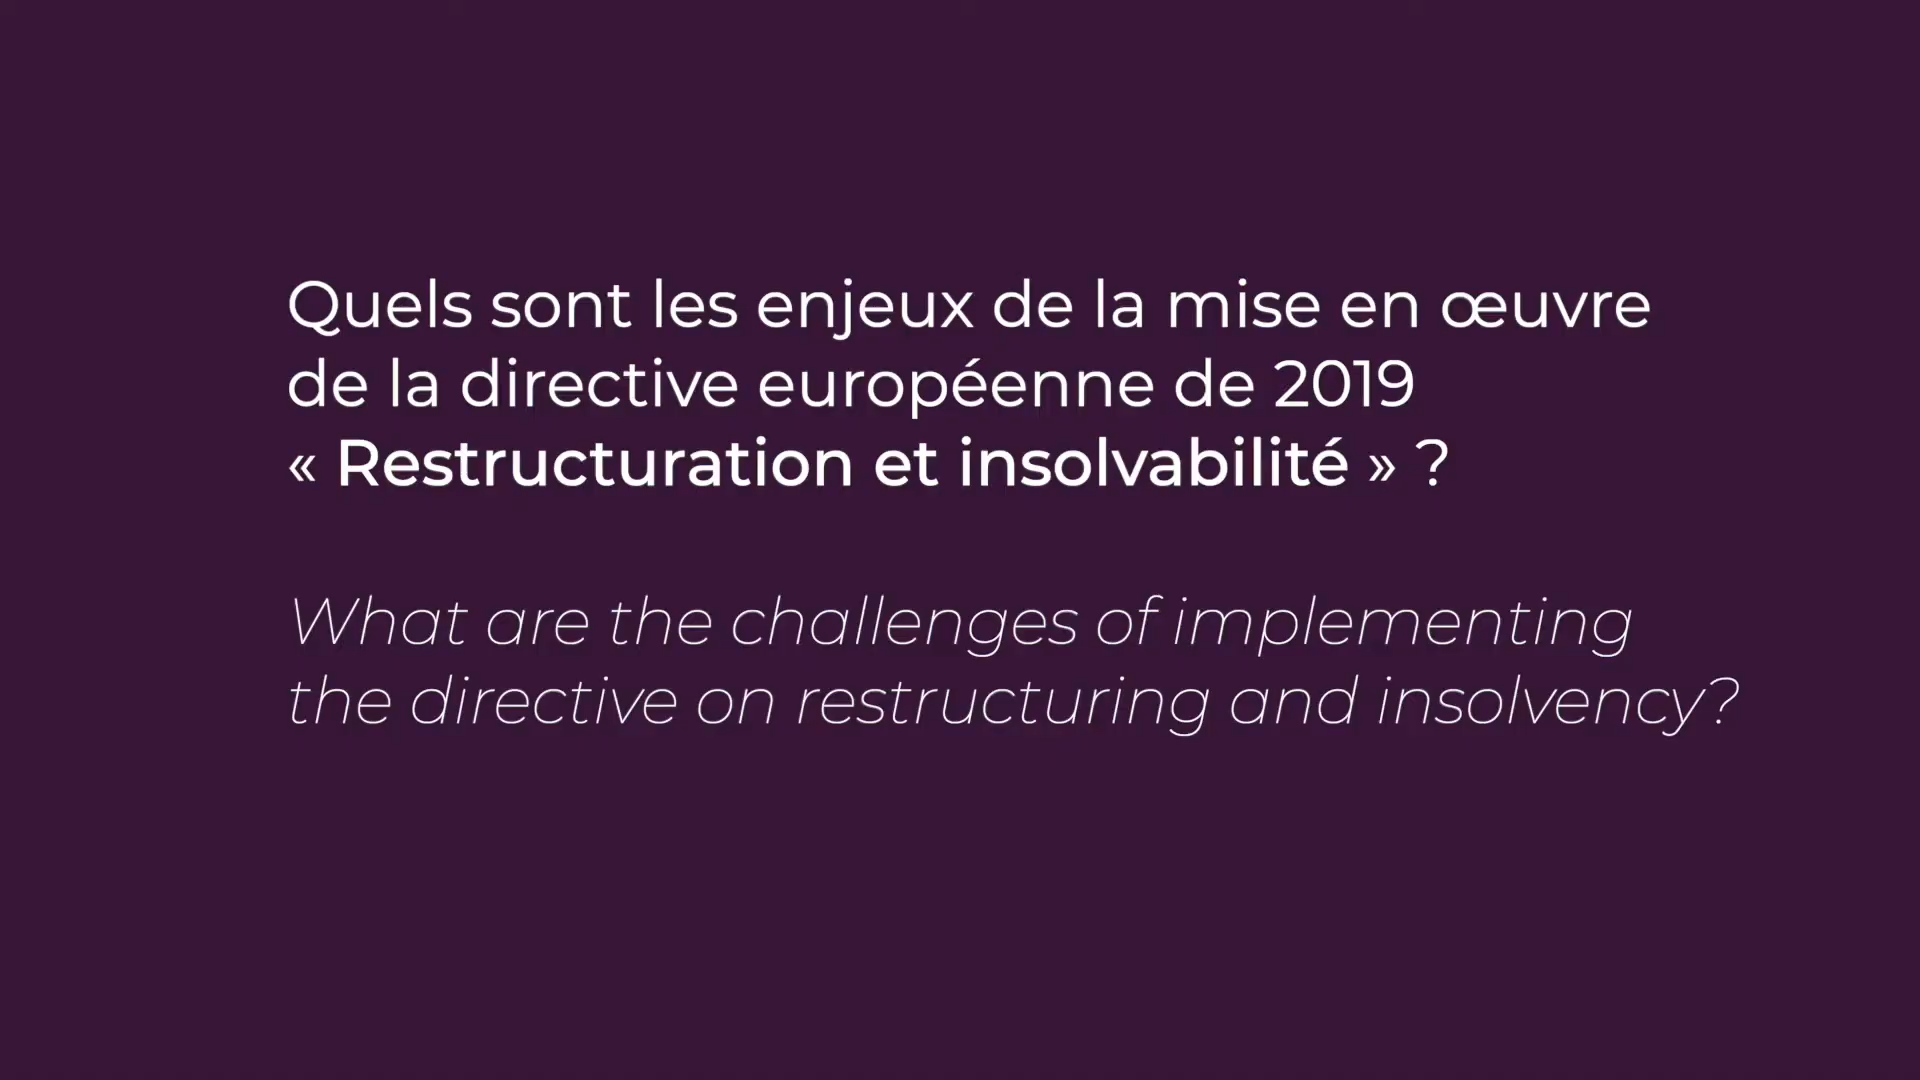 Quels sont les enjeux de la mise en œuvre
de la directive européenne de 2019
« Restructuration et insolvabilité » ?
What are the challenges of implementing
the directive on restructuring and insolvency?